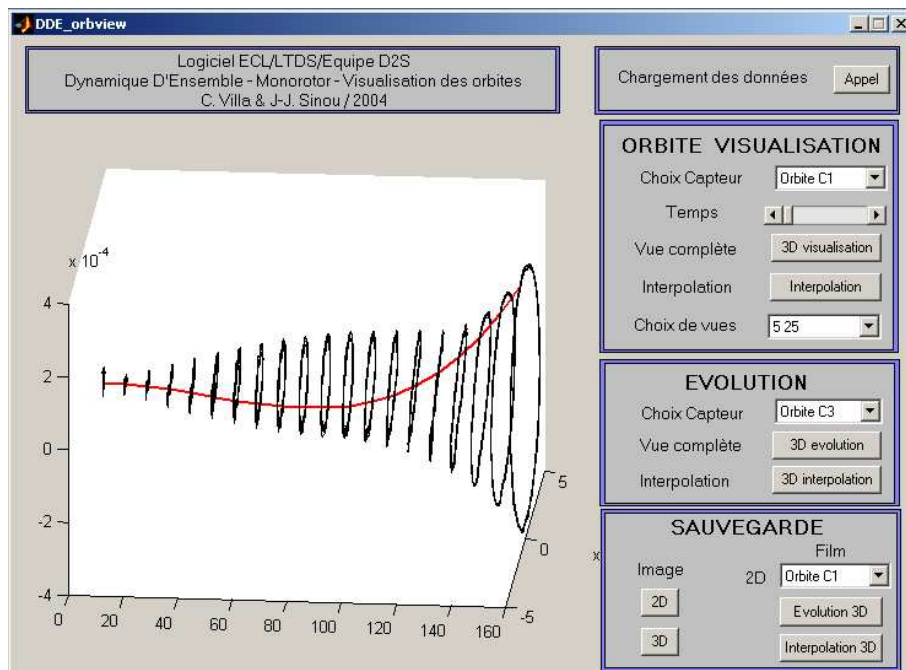 DDE_orbview
Logiciel ECL/LTDS/Equipe D2S
Dynamique D'Ensemble - Monorotor - Visualisation des orbites
C. Villa & J-J. Sinou / 2004
Chargement des données Appel
ORBITE VISUALISATION
Choix Capteur Orbite C1
Temps
Vue complète 3D visualisation
Interpolation Interpolation
Choix de vues 5 25
EVOLUTION
Choix Capteur Orbite C3
Vue complète 3D evolution
Interpolation 3D interpolation
SAUVEGARDE
Film
Image 2D Orbite C1
2D Evolution 3D
3D Interpolation 3D
x 10-4
4
2
0
-2
-4
0 20 40 60 80 100 120 140 160
5
0
-5
x